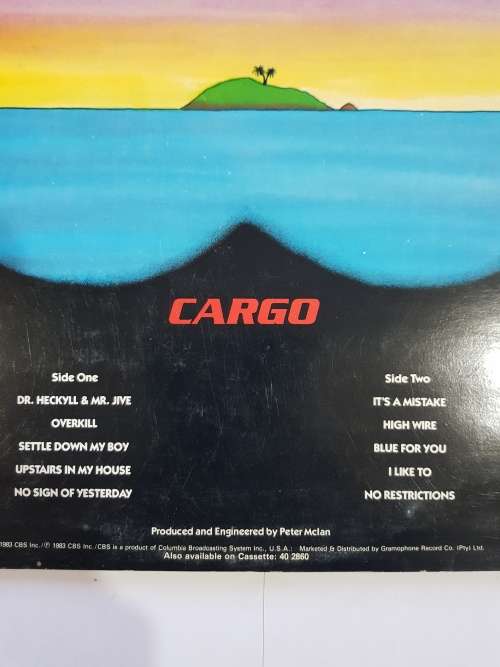 CARGO
Side One
DR. HECKYLL & MR. JIVE
OVERKILL
SETTLE DOWN MY BOY
UPSTAIRS IN MY HOUSE
NO SIGN OF YESTERDAY
Side Two
IT'S A MISTAKE
HIGH WIRE
BLUE FOR YOU
I LIKE TO
NO RESTRICTIONS
Produced and Engineered by Peter McIan
1983 CBS Inc./℗ 1983 CBS Inc./CBS is a product of Columbia Broadcasting System Inc., U.S.A.: Marketed & Distributed by Gramophone Record Co. (Pty) Ltd.
Also available on Cassette: 40 2860